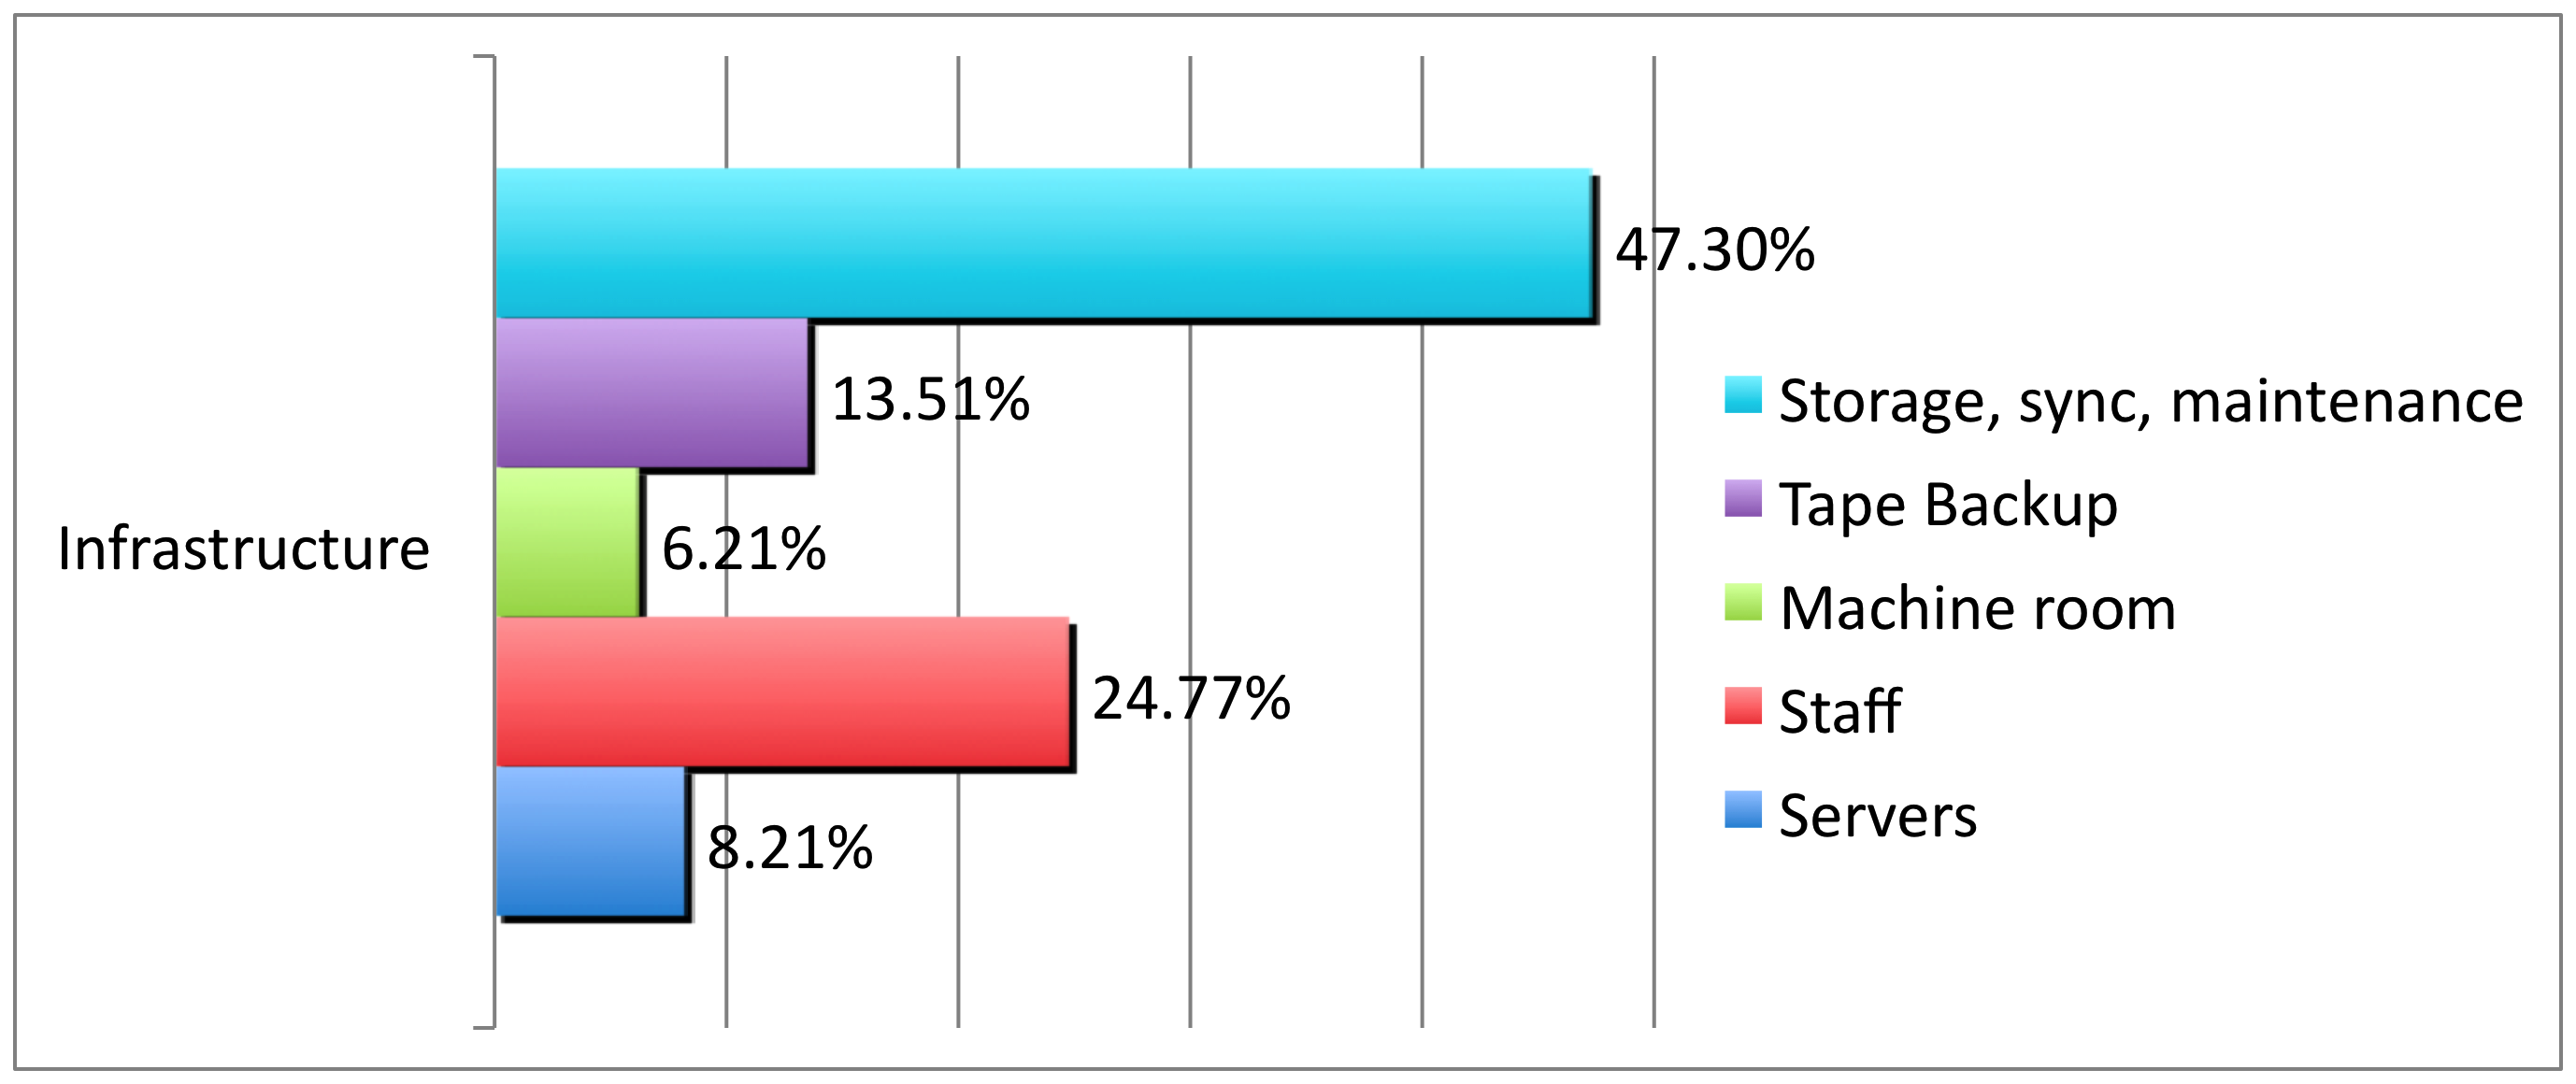 47.30%
13.51%
Infrastructure
6.21%
24.77%
8.21%
Storage, sync, maintenance
Tape Backup
Machine room
Staff
Servers